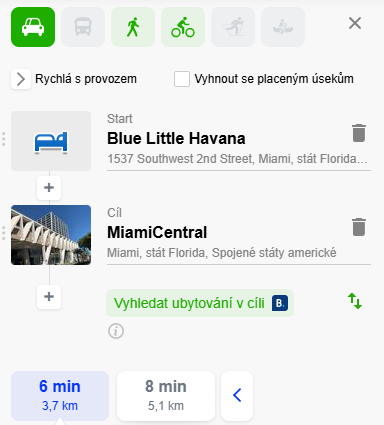 Rychlá s provozem
Vyhnout se placeným úsekům
Start
Blue Little Havana
1537 Southwest 2nd Street, Miami, stát Florida...
Cíl
MiamiCentral
Miami, stát Florida, Spojené státy americké
Vyhledat ubytování v cíli B.
6 min
3,7 km
8 min
5,1 km